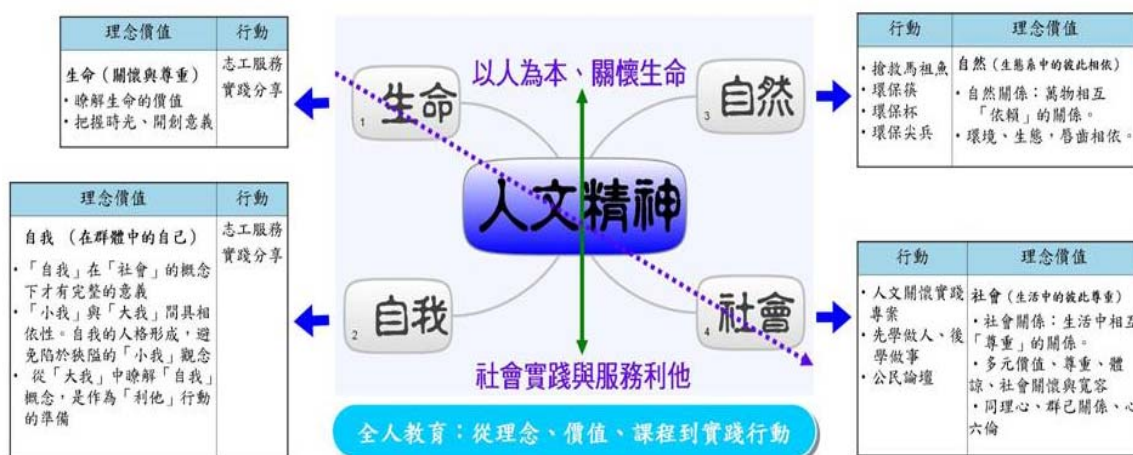 理念價值 行動
生命（關懷與尊重）
・瞭解生命的價值
・把握時光、開創意義
志工服務
實踐分享
理念價值 行動
自我 （在群體中的自己）
・「自我」在「社會」的概念
下才有完整的意義
・「小我」與「大我」間具相
依性。自我的人格形成，避
免陷於狹隘的「小我」觀念
・從「大我」中瞭解「自我」
概念，是作為「利他」行動
的準備
志工服務
實踐分享
以人為本、關懷生命
1 生命
3 自然
人文精神
2 自我
4 社會
社會實踐與服務利他
全人教育：從理念、價值、課程到實踐行動
行動 理念價值
・搶救馬祖魚
・環保筷
・環保杯
・環保尖兵
自然（生態系中的彼此相依）
・自然關係：萬物相互
「依賴」的關係。
・環境、生態，唇齒相依。
行動 理念價值
・人文關懷實踐
專案
・先學做人、後
學做事
・公民論壇
社會（生活中的彼此尊重）
・社會關係：生活中相互
「尊重」的關係。
・多元價值、尊重、體
諒、社會關懷與寬容
・同理心、群己關係、心
六倫